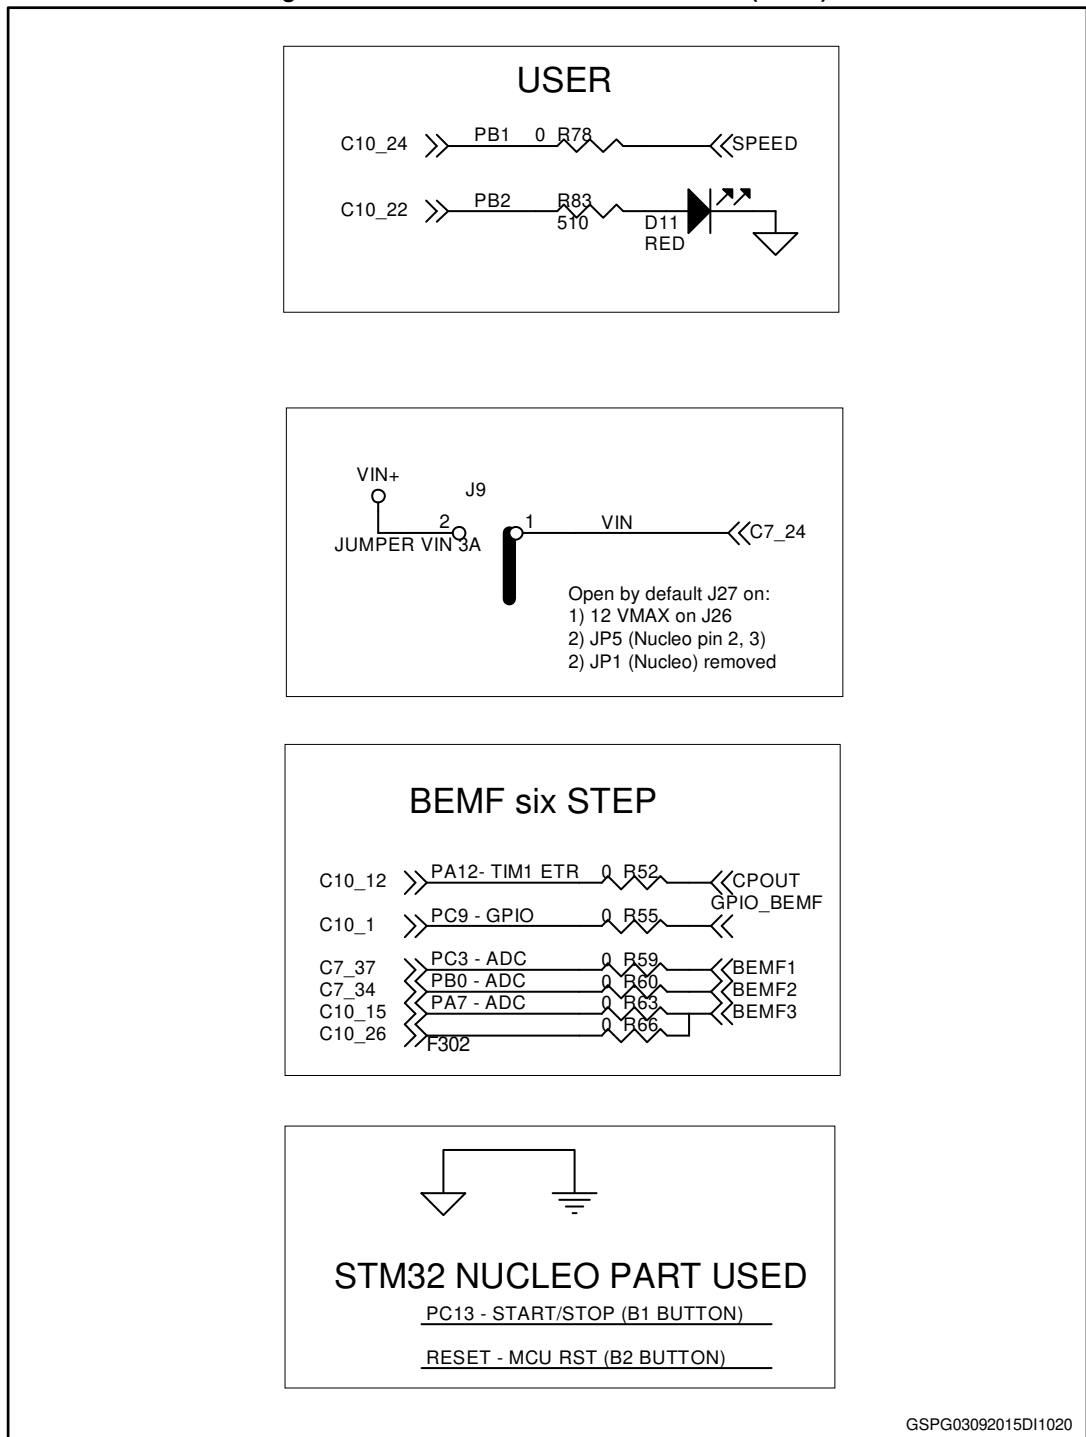 USER
C10_24 PB1 0 R78 SPEED
C10_22 PB2 R83 510 D11 RED
VIN+
J9
2 1 VIN C7_24
JUMPER VIN 3A
Open by default J27 on:
1) 12 VMAX on J26
2) JP5 (Nucleo pin 2, 3)
2) JP1 (Nucleo) removed
BEMF six STEP
C10_12 PA12- TIM1 ETR 0 R52 CPOUT
GPIO_BEMF
C10_1 PC9 - GPIO 0 R55
C7_37 PC3 - ADC 0 R59 BEMF1
C7_34 PB0 - ADC 0 R60 BEMF2
C10_15 PA7 - ADC 0 R63 BEMF3
C10_26 F302 0 R66
STM32 NUCLEO PART USED
PC13 - START/STOP (B1 BUTTON)
RESET - MCU RST (B2 BUTTON)
GSPG03092015DI1020